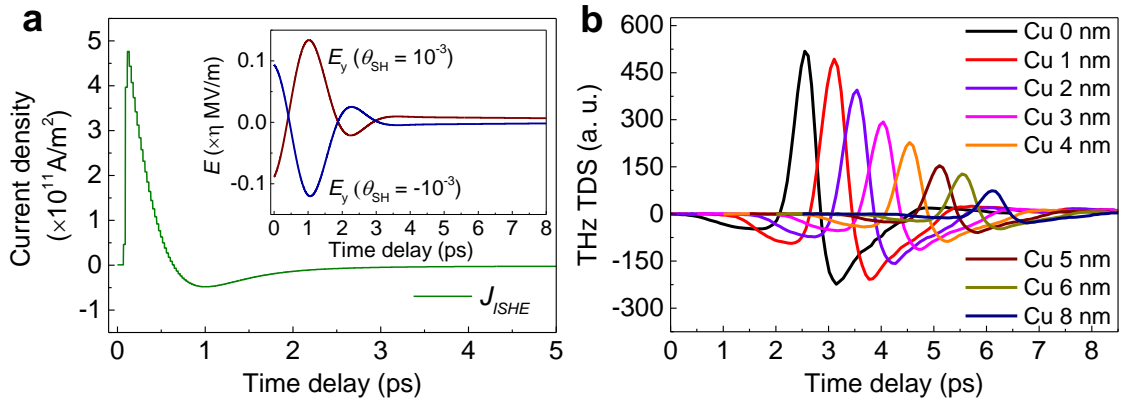 a
Current density
(×10¹¹A/m²)
5
4
3
2
1
0
-1
0
1
2
3
4
5
Time delay (ps)
J_ISHE
E (×η MV/m)
0.1
0.0
-0.1
E_y (θ_SH = 10⁻³)
E_y (θ_SH = -10⁻³)
0 1 2 3 4 5 6 7 8
Time delay (ps)
b
THz TDS (a. u.)
600
450
300
150
0
-150
-300
0 1 2 3 4 5 6 7 8
Time delay (ps)
Cu 0 nm
Cu 1 nm
Cu 2 nm
Cu 3 nm
Cu 4 nm
Cu 5 nm
Cu 6 nm
Cu 8 nm